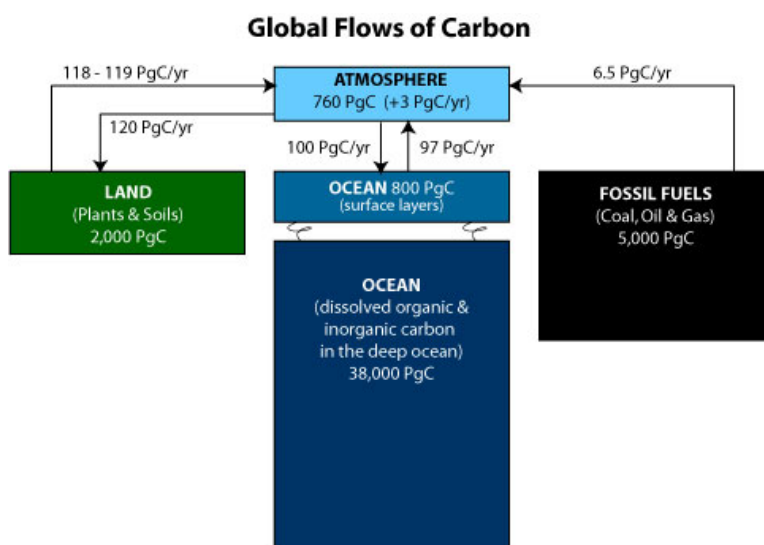 Global Flows of Carbon
118 - 119 PgC/yr
ATMOSPHERE
760 PgC (+3 PgC/yr)
6.5 PgC/yr
120 PgC/yr
100 PgC/yr
97 PgC/yr
LAND
(Plants & Soils)
2,000 PgC
OCEAN 800 PgC
(surface layers)
FOSSIL FUELS
(Coal, Oil & Gas)
5,000 PgC
OCEAN
(dissolved organic &
inorganic carbon
in the deep ocean)
38,000 PgC